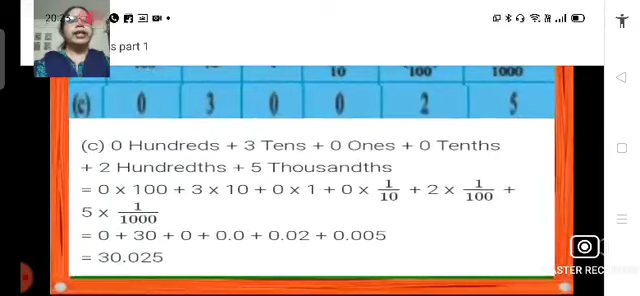 s part 1
10 100 1000
(c) 0 3 0 0 2 5
(c) 0 Hundreds + 3 Tens + 0 Ones + 0 Tenths
+ 2 Hundredths + 5 Thousandths
= 0 x 100 + 3 x 10 + 0 x 1 + 0 x 1/10 + 2 x 1/100 +
5 x 1/1000
= 0 + 30 + 0 + 0.0 + 0.02 + 0.005
= 30.025